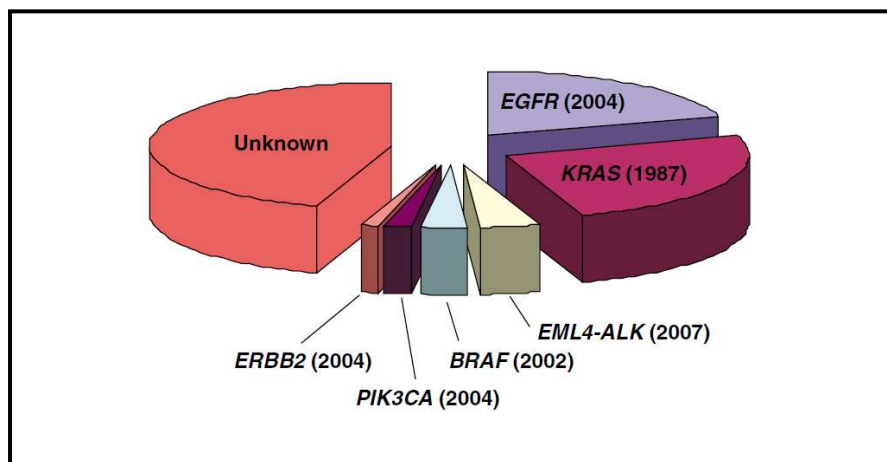 EGFR (2004)
Unknown
KRAS (1987)
EML4-ALK (2007)
ERBB2 (2004)
BRAF (2002)
PIK3CA (2004)